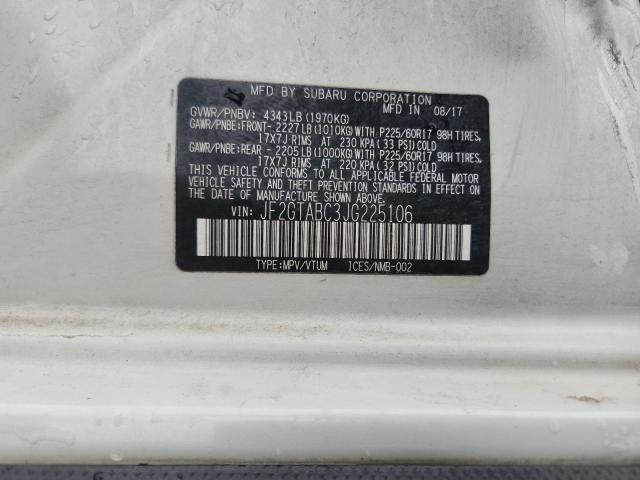 MFD BY SUBARU CORPORATION IN 08/17
GVWR/PNBV: 4343LB (1970KG)
GAWR/PNBE:FRONT- 2227LB(1010KG)WITH P225/60R17 98H TIRES,
17X7J RIMS AT 230 KPA (33 PSI)COLD
GAWR/PNBE:REAR - 2205LB(1000KG)WITH P225/60R17 98H TIRES,
17X7J RIMS AT 220 KPA (32 PSI)COLD
THIS VEHICLE CONFORMS TO ALL APPLICABLE FEDERAL MOTOR
VEHICLE SAFETY, BUMPER, AND THEFT PREVENTION
STANDARDS IN EFFECT ON THE DATE OF MANUFACTURE
SHOWN ABOVE.
VIN: JF2GTABC3JG225106
TYPE:MPV/VTUM ICES/NMB-002